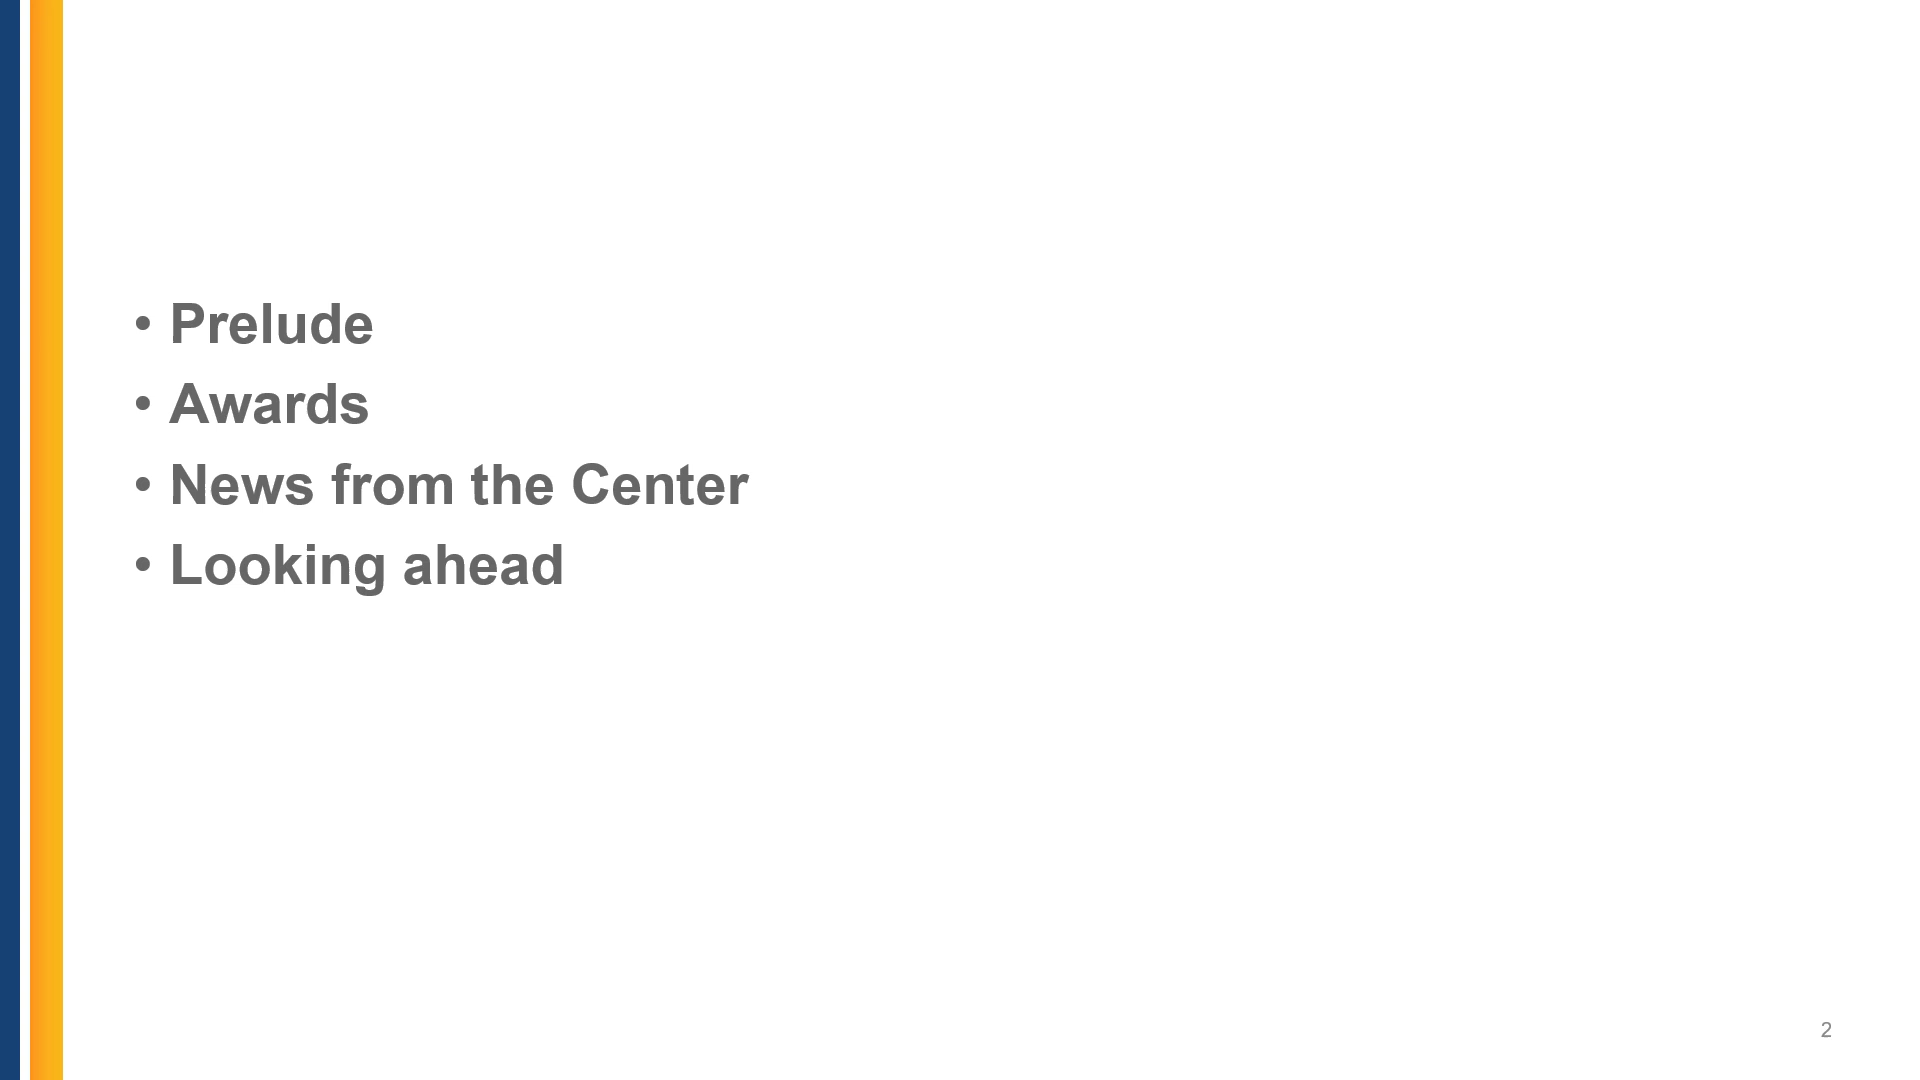 • Prelude
• Awards
• News from the Center
• Looking ahead
2